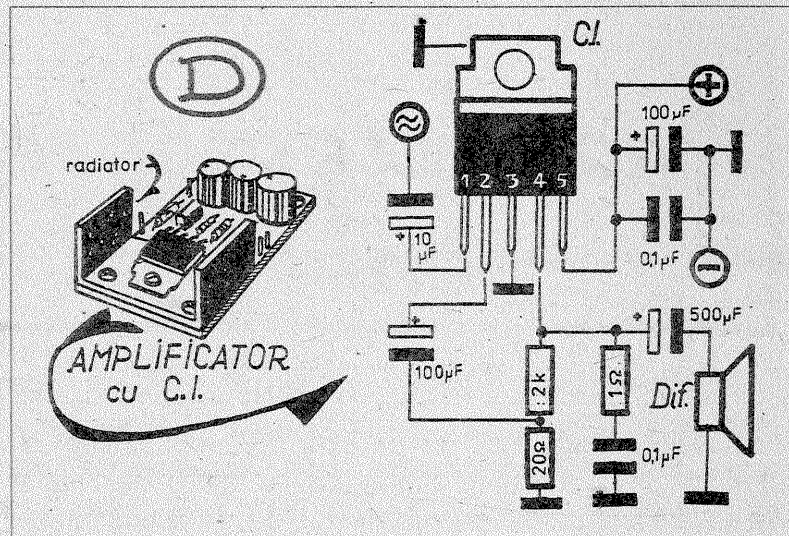 D
radiator
AMPLIFICATOR
cu C.I.
C.I.
1 2 3 4 5
+
10
µF
+
100µF
+
0,1µF
−
+
100µF
+
500µF
2k
20Ω
1Ω
0,1µF
Dif.